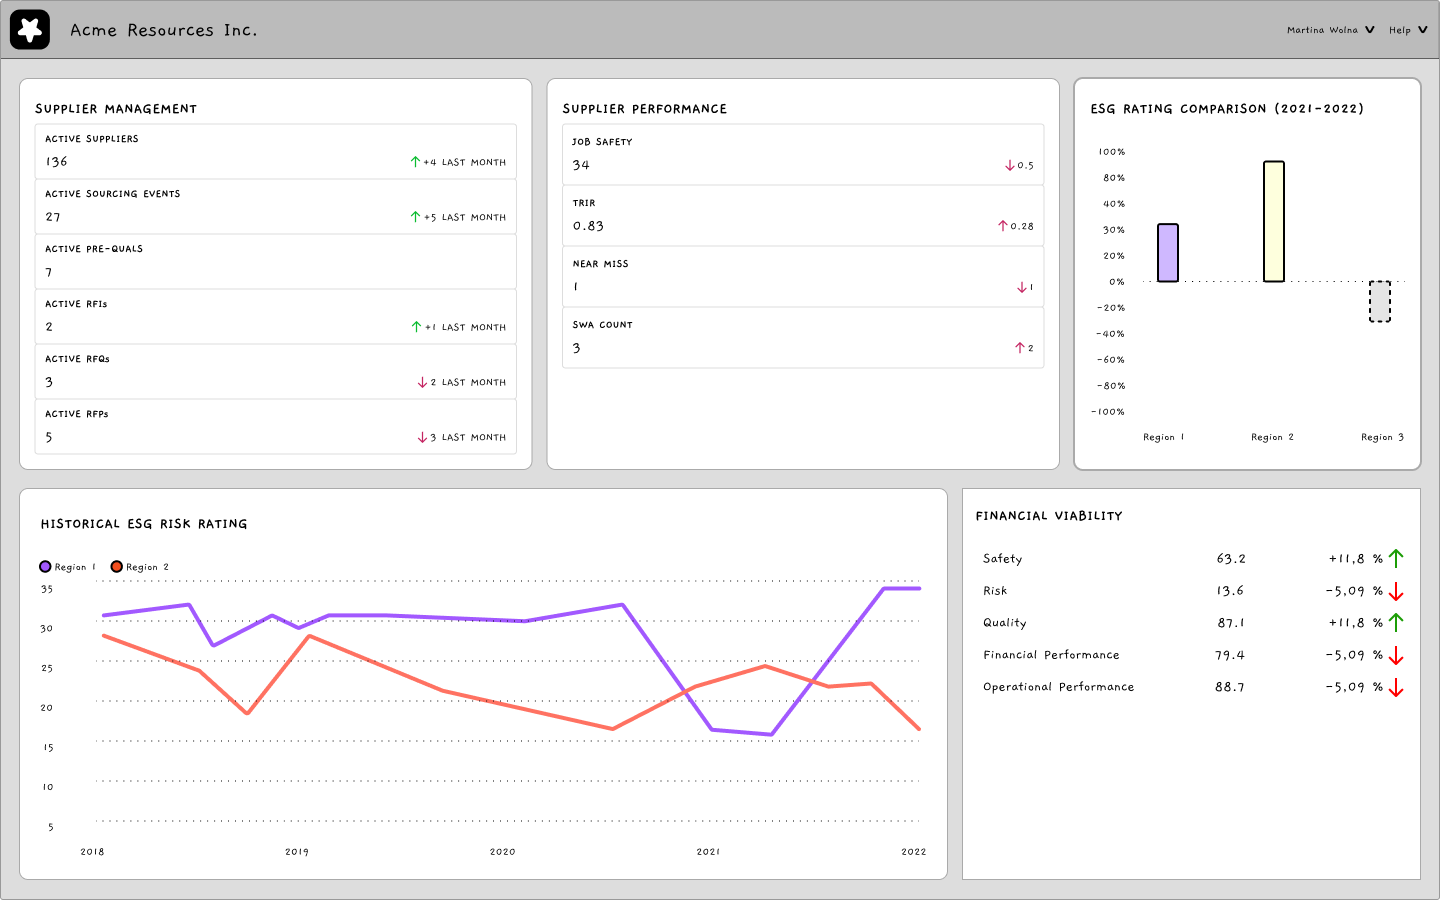 Acme Resources Inc.
Martina Wolna
Help
SUPPLIER MANAGEMENT
ACTIVE SUPPLIERS
136
+4 LAST MONTH
ACTIVE SOURCING EVENTS
27
+5 LAST MONTH
ACTIVE PRE-QUALS
7
ACTIVE RFIs
2
+1 LAST MONTH
ACTIVE RFQs
3
2 LAST MONTH
ACTIVE RFPs
5
3 LAST MONTH
SUPPLIER PERFORMANCE
JOB SAFETY
34
0.5
TRIR
0.83
0.28
NEAR MISS
1
1
SWA COUNT
3
2
ESG RATING COMPARISON (2021-2022)
100%
80%
40%
30%
20%
0%
-20%
-40%
-60%
-80%
-100%
Region 1
Region 2
Region 3
HISTORICAL ESG RISK RATING
Region 1
Region 2
35
30
25
20
15
10
5
2018
2019
2020
2021
2022
FINANCIAL VIABILITY
Safety 63.2 +11,8 %
Risk 13.6 -5,09 %
Quality 87.1 +11,8 %
Financial Performance 79.4 -5,09 %
Operational Performance 88.7 -5,09 %